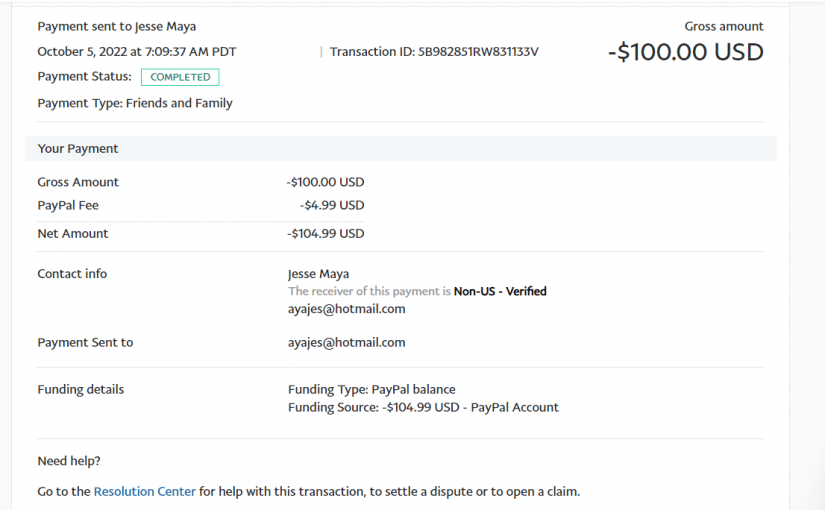 Payment sent to Jesse Maya
Gross amount
October 5, 2022 at 7:09:37 AM PDT | Transaction ID: 5B982851RW831133V
-$100.00 USD
Payment Status: COMPLETED
Payment Type: Friends and Family
Your Payment
Gross Amount -$100.00 USD
PayPal Fee -$4.99 USD
Net Amount -$104.99 USD
Contact info Jesse Maya
The receiver of this payment is Non-US - Verified
ayajes@hotmail.com
Payment Sent to ayajes@hotmail.com
Funding details Funding Type: PayPal balance
Funding Source: -$104.99 USD - PayPal Account
Need help?
Go to the Resolution Center for help with this transaction, to settle a dispute or to open a claim.